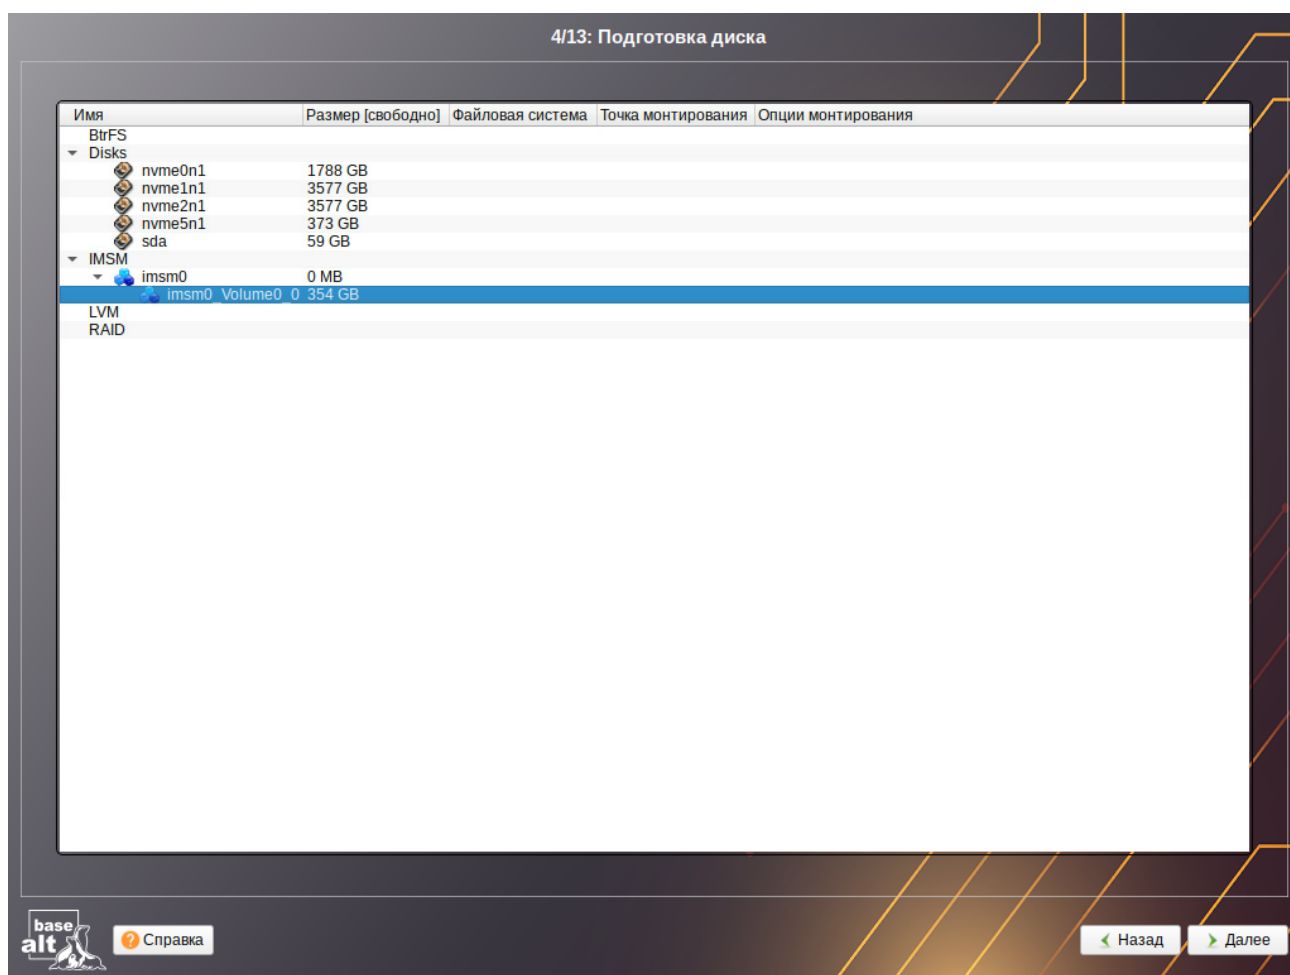 4/13: Подготовка диска
Имя Размер [свободно] Файловая система Точка монтирования Опции монтирования
BtrFS
Disks
nvme0n1 1788 GB
nvme1n1 3577 GB
nvme2n1 3577 GB
nvme5n1 373 GB
sda 59 GB
IMSM
imsm0 0 MB
imsm0_Volume0_0 354 GB
LVM
RAID
base
alt
Справка Назад Далее